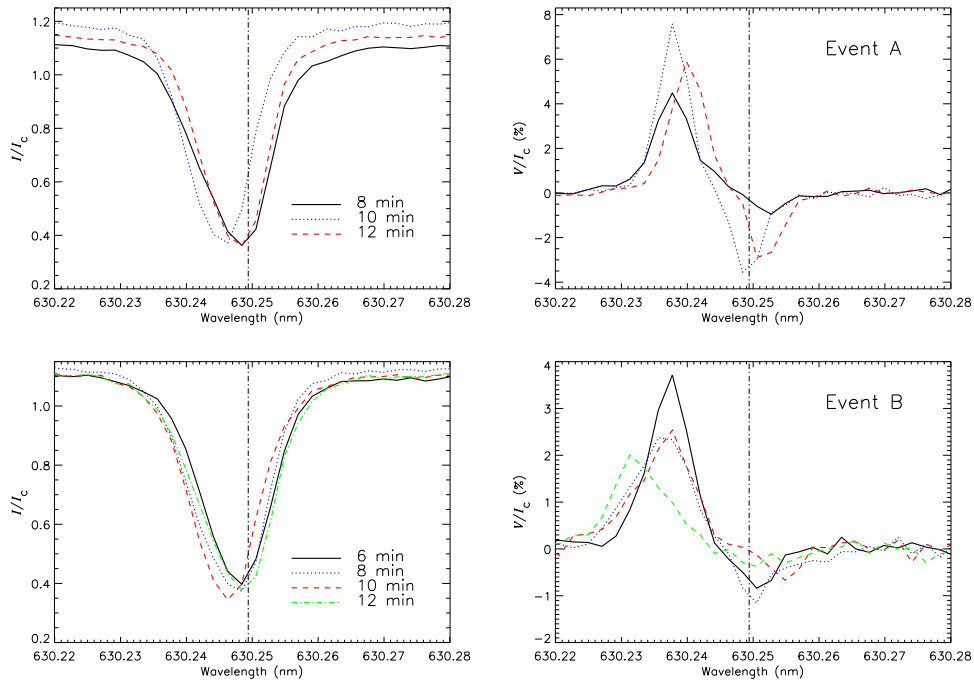 1.2
1.0
0.8
0.6
0.4
0.2
I/Ic
8 min
10 min
12 min
630.22 630.23 630.24 630.25 630.26 630.27 630.28
Wavelength (nm)
8
6
4
2
0
−2
−4
V/Ic (%)
Event A
630.22 630.23 630.24 630.25 630.26 630.27 630.28
Wavelength (nm)
1.0
0.8
0.6
0.4
0.2
I/Ic
6 min
8 min
10 min
12 min
630.22 630.23 630.24 630.25 630.26 630.27 630.28
Wavelength (nm)
4
3
2
1
0
−1
−2
V/Ic (%)
Event B
630.22 630.23 630.24 630.25 630.26 630.27 630.28
Wavelength (nm)